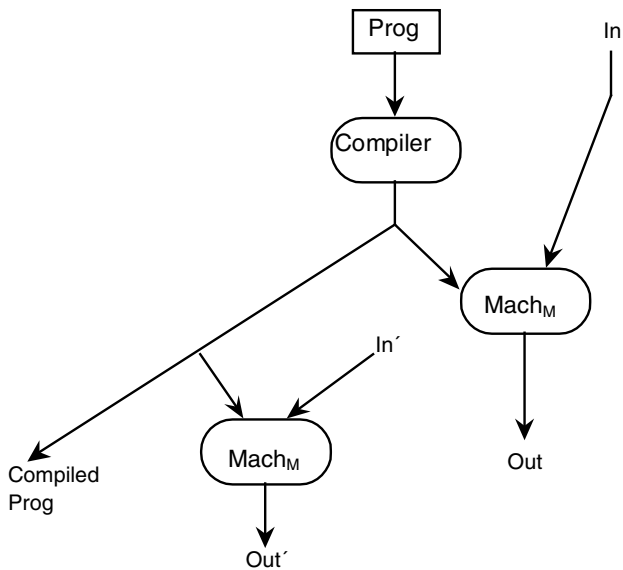 Prog
In
Compiler
MachM
In´
MachM
Out
Compiled
Prog
Out´